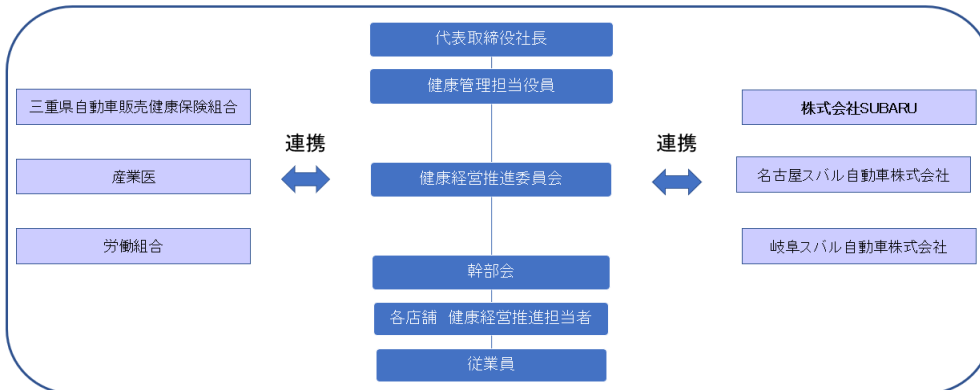 代表取締役社長
健康管理担当役員
三重県自動車販売健康保険組合
株式会社SUBARU
連携
連携
産業医
健康経営推進委員会
名古屋スバル自動車株式会社
労働組合
岐阜スバル自動車株式会社
幹部会
各店舗 健康経営推進担当者
従業員